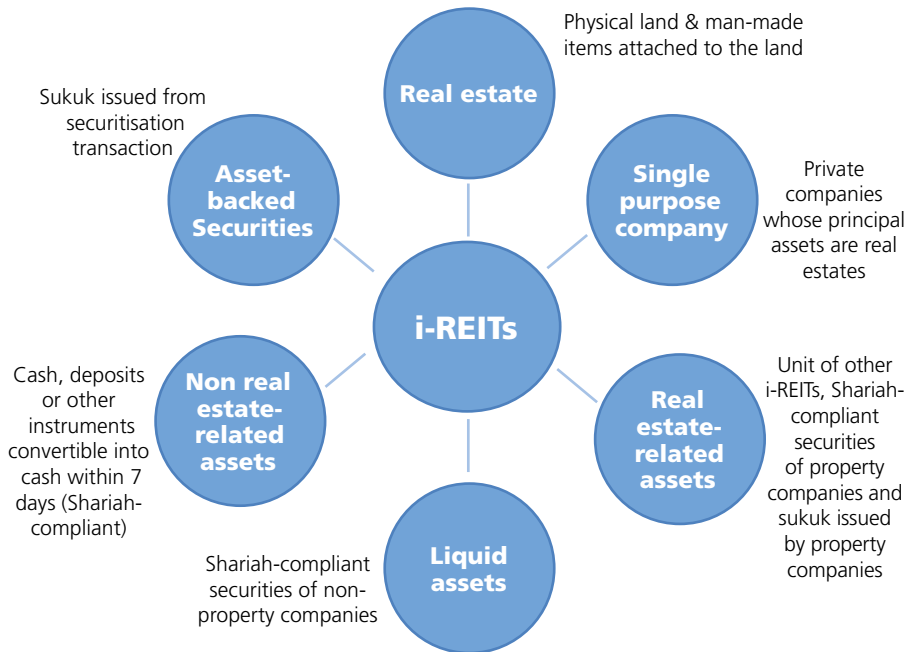 Physical land & man-made
items attached to the land
Real estate
Sukuk issued from
securitisation
transaction
Asset-
backed
Securities
Single
purpose
company
Private
companies
whose principal
assets are real
estates
i-REITs
Cash, deposits
or other
instruments
convertible into
cash within 7
days (Shariah-
compliant)
Non real
estate-
related
assets
Real
estate-
related
assets
Unit of other
i-REITs, Shariah-
compliant
securities
of property
companies and
sukuk issued
by property
companies
Shariah-compliant
securities of non-
property companies
Liquid
assets